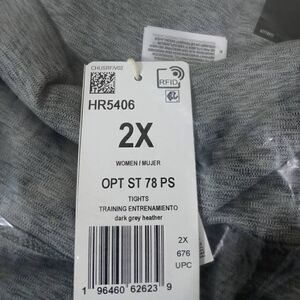 CHUSRFIV02
RFID
HR5406
2X
WOMEN / MUJER
OPT ST 78 PS
TIGHTS
TRAINING ENTRENAMIENTO
dark grey heather
2X
676
UPC
1 96460 62623 9